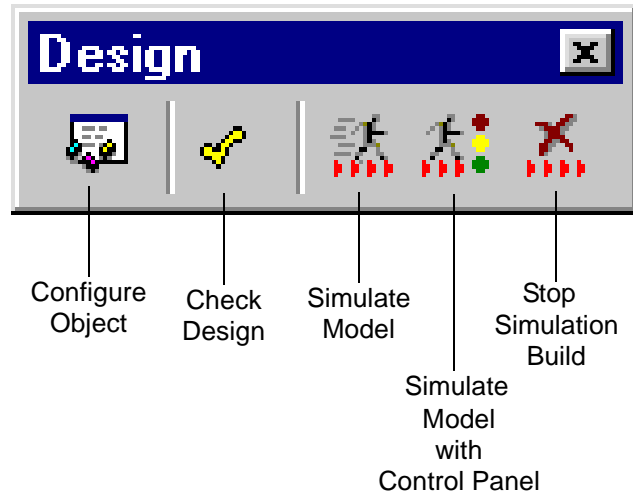 Design
Configure
Object
Check
Design
Simulate
Model
Simulate
Model
with
Control Panel
Stop
Simulation
Build